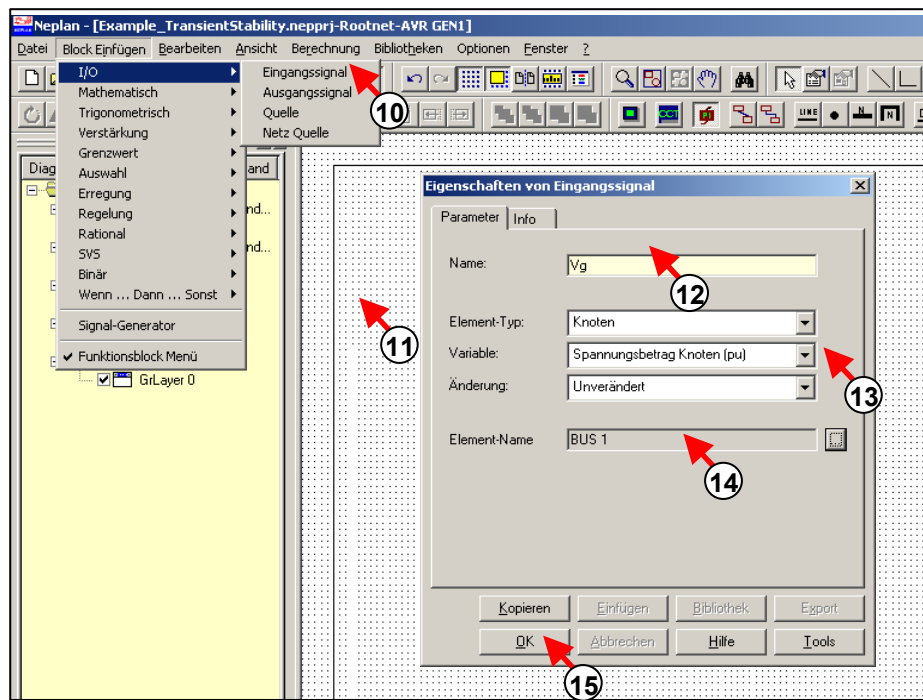 Neplan - [Example_TransientStability.nepprj-Rootnet-AVR GEN1]
Datei Block Einfügen Bearbeiten Ansicht Berechnung Bibliotheken Optionen Fenster ?
I/O
Mathematisch
Trigonometrisch
Verstärkung
Grenzwert
Auswahl
Erregung
Regelung
Rational
SVS
Binär
Wenn ... Dann ... Sonst
Signal-Generator
Funktionsblock Menü
Eingangssignal
Ausgangssignal
Quelle
Netz Quelle
10
CCT
LINE
N
N
Diag
and
nd...
nd...
GrLayer 0
11
Eigenschaften von Eingangssignal
Parameter Info
Name: Vg
12
Element-Typ: Knoten
Variable: Spannungsbetrag Knoten (pu)
Änderung: Unverändert
13
Element-Name BUS 1
14
Kopieren Einfügen Bibliothek Export
OK Abbrechen Hilfe Tools
15